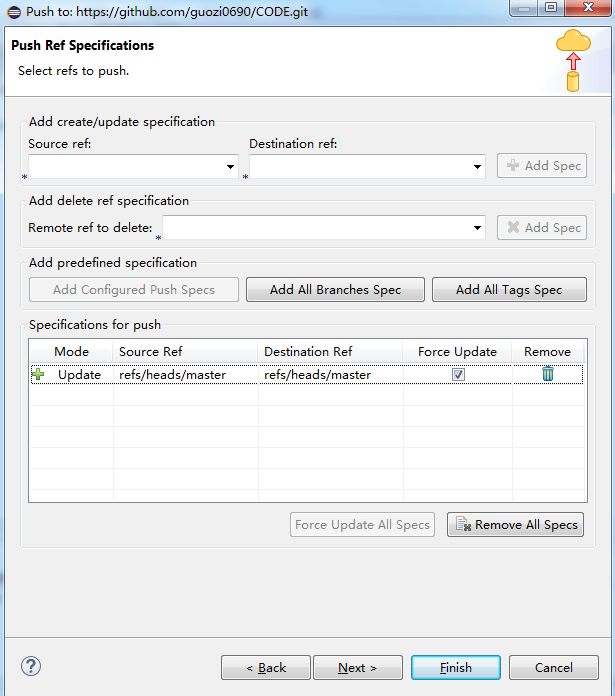 Push to: https://github.com/guozi0690/CODE.git
Push Ref Specifications
Select refs to push.
Add create/update specification
Source ref: Destination ref:
* * Add Spec
Add delete ref specification
Remote ref to delete: * Add Spec
Add predefined specification
Add Configured Push Specs Add All Branches Spec Add All Tags Spec
Specifications for push
Mode Source Ref Destination Ref Force Update Remove
Update refs/heads/master refs/heads/master
Force Update All Specs Remove All Specs
? < Back Next > Finish Cancel